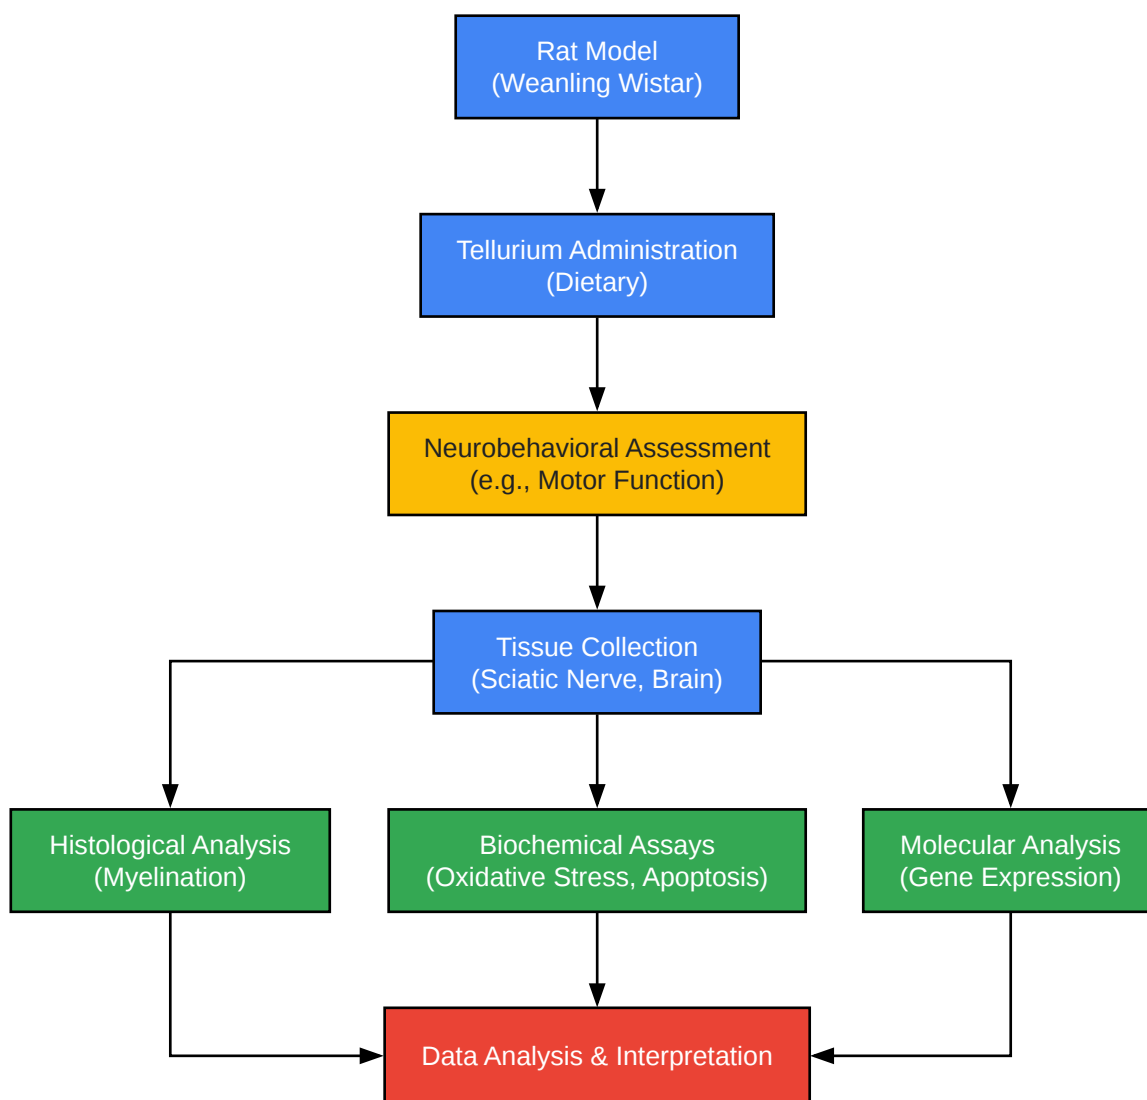 Rat Model
(Weanling Wistar)
Tellurium Administration
(Dietary)
Neurobehavioral Assessment
(e.g., Motor Function)
Tissue Collection
(Sciatic Nerve, Brain)
Histological Analysis
(Myelination)
Biochemical Assays
(Oxidative Stress, Apoptosis)
Molecular Analysis
(Gene Expression)
Data Analysis & Interpretation